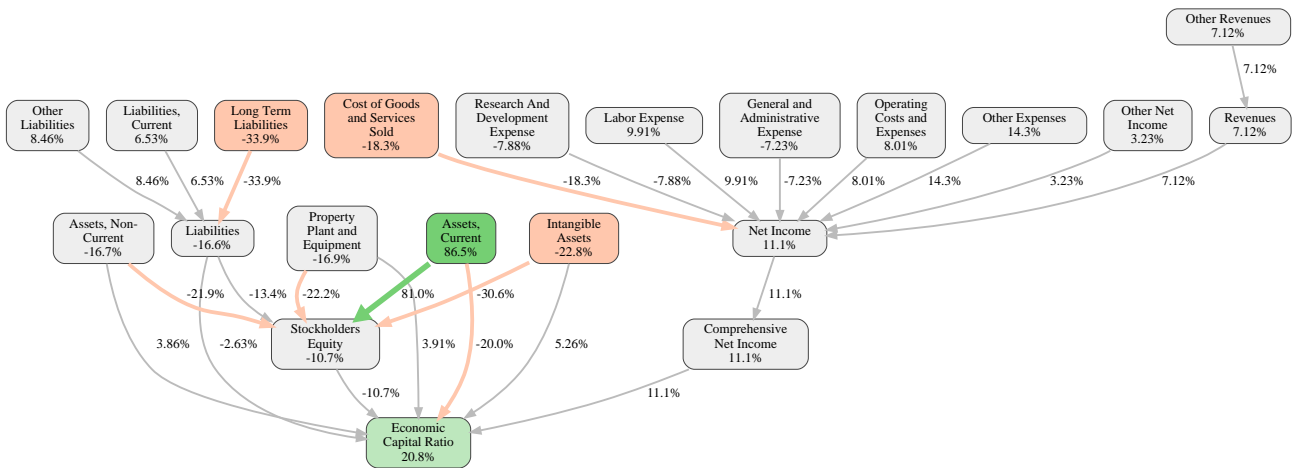 Other Revenues
7.12%
7.12%
Other
Liabilities
8.46%
Liabilities,
Current
6.53%
Long Term
Liabilities
-33.9%
Cost of Goods
and Services
Sold
-18.3%
Research And
Development
Expense
-7.88%
Labor Expense
9.91%
General and
Administrative
Expense
-7.23%
Operating
Costs and
Expenses
8.01%
Other Expenses
14.3%
Other Net
Income
3.23%
Revenues
7.12%
8.46%
6.53%
-33.9%
-18.3%
-7.88%
9.91%
-7.23%
8.01%
14.3%
3.23%
7.12%
Assets, Non-
Current
-16.7%
Liabilities
-16.6%
Property
Plant and
Equipment
-16.9%
Assets,
Current
86.5%
Intangible
Assets
-22.8%
Net Income
11.1%
-21.9%
-13.4%
-22.2%
81.0%
-30.6%
11.1%
Stockholders
Equity
-10.7%
Comprehensive
Net Income
11.1%
3.86%
-2.63%
3.91%
-20.0%
5.26%
-10.7%
11.1%
Economic
Capital Ratio
20.8%